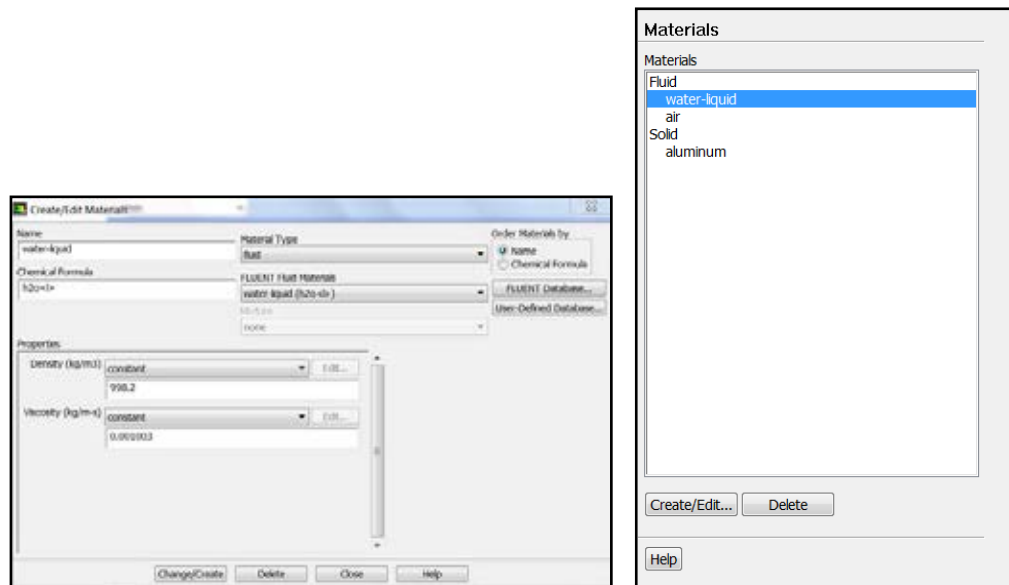 Create/Edit Materials
Name
water-liquid
Material Type
fluid
Order Materials by
Name
Chemical Formula
Chemical Formula
h2o<l>
FLUENT Fluid Materials
water-liquid (h2o<l>)
Mixture
none
FLUENT Database...
User-Defined Database...
Properties
Density (kg/m3)
constant
Edit...
998.2
Viscosity (kg/m-s)
constant
Edit...
0.001003
Change/Create
Delete
Close
Help
Materials
Materials
Fluid
water-liquid
air
Solid
aluminum
Create/Edit...
Delete
Help